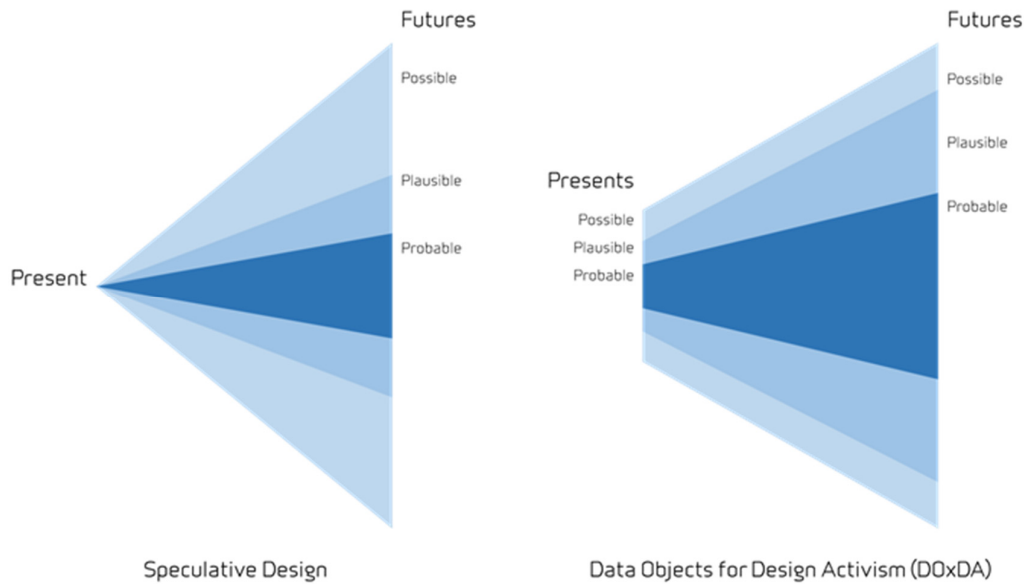 Futures
Possible
Plausible
Probable
Present
Speculative Design
Futures
Possible
Plausible
Probable
Presents
Possible
Plausible
Probable
Data Objects for Design Activism (DOxDA)